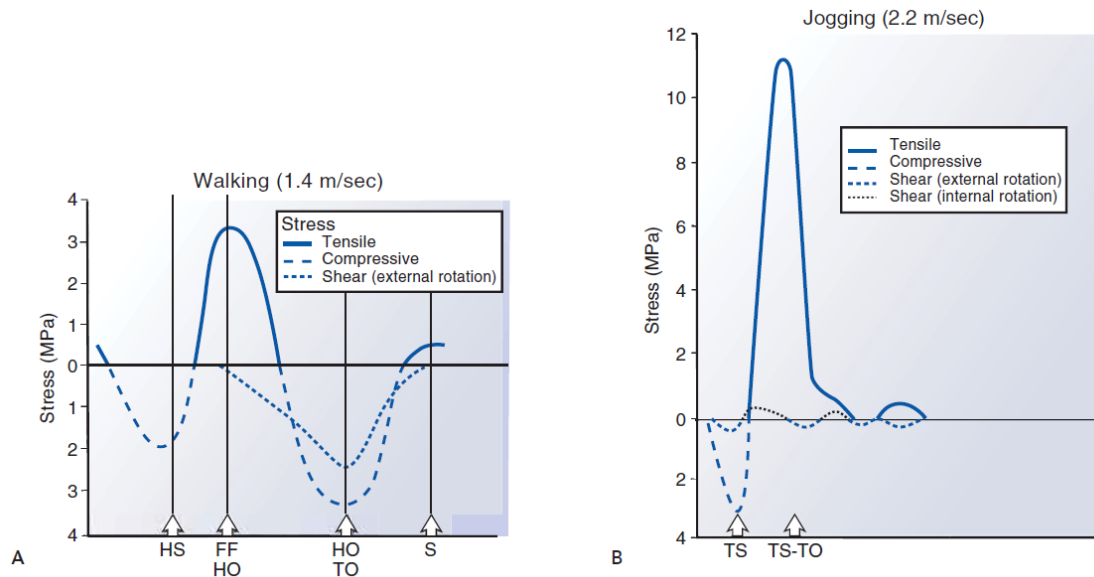 Walking (1.4 m/sec)
Stress (MPa)
4
3
2
1
0
1
2
3
4
Stress
Tensile
Compressive
Shear (external rotation)
HS
FF
HO
HO
TO
S
A
Jogging (2.2 m/sec)
Stress (MPa)
12
10
8
6
4
2
0
2
4
Tensile
Compressive
Shear (external rotation)
Shear (internal rotation)
TS
TS-TO
B